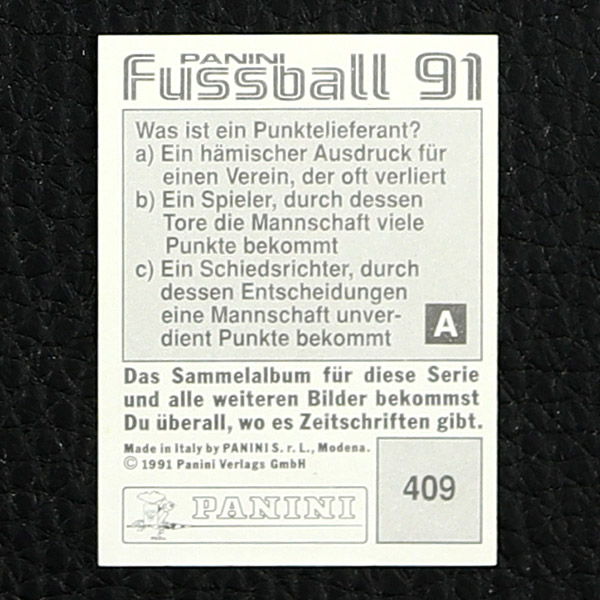 PANINI
Fussball 91
Was ist ein Punktelieferant?
a) Ein hämischer Ausdruck für
einen Verein, der oft verliert
b) Ein Spieler, durch dessen
Tore die Mannschaft viele
Punkte bekommt
c) Ein Schiedsrichter, durch
dessen Entscheidungen
eine Mannschaft unver-
dient Punkte bekommt
A
Das Sammelalbum für diese Serie
und alle weiteren Bilder bekommst
Du überall, wo es Zeitschriften gibt.
Made in Italy by PANINI S. r. L., Modena.
© 1991 Panini Verlags GmbH
409
PANINI